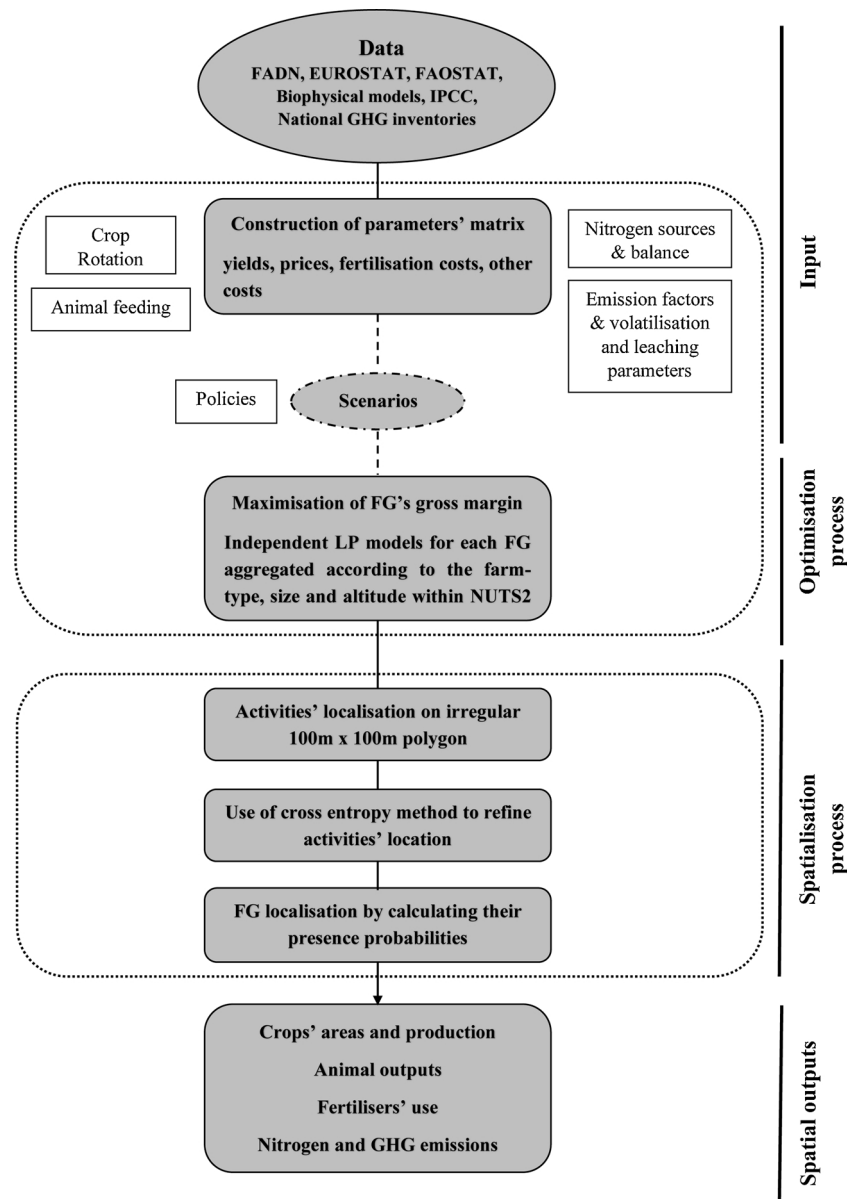 Data
FADN, EUROSTAT, FAOSTAT,
Biophysical models, IPCC,
National GHG inventories
Crop
Rotation
Animal feeding
Construction of parameters’ matrix
yields, prices, fertilisation costs, other
costs
Nitrogen sources
& balance
Emission factors
& volatilisation
and leaching
parameters
Policies
Scenarios
Input
Maximisation of FG’s gross margin
Independent LP models for each FG
aggregated according to the farm-
type, size and altitude within NUTS2
Optimisation
process
Activities’ localisation on irregular
100m x 100m polygon
Use of cross entropy method to refine
activities’ location
FG localisation by calculating their
presence probabilities
Spatialisation
process
Crops’ areas and production
Animal outputs
Fertilisers’ use
Nitrogen and GHG emissions
Spatial outputs